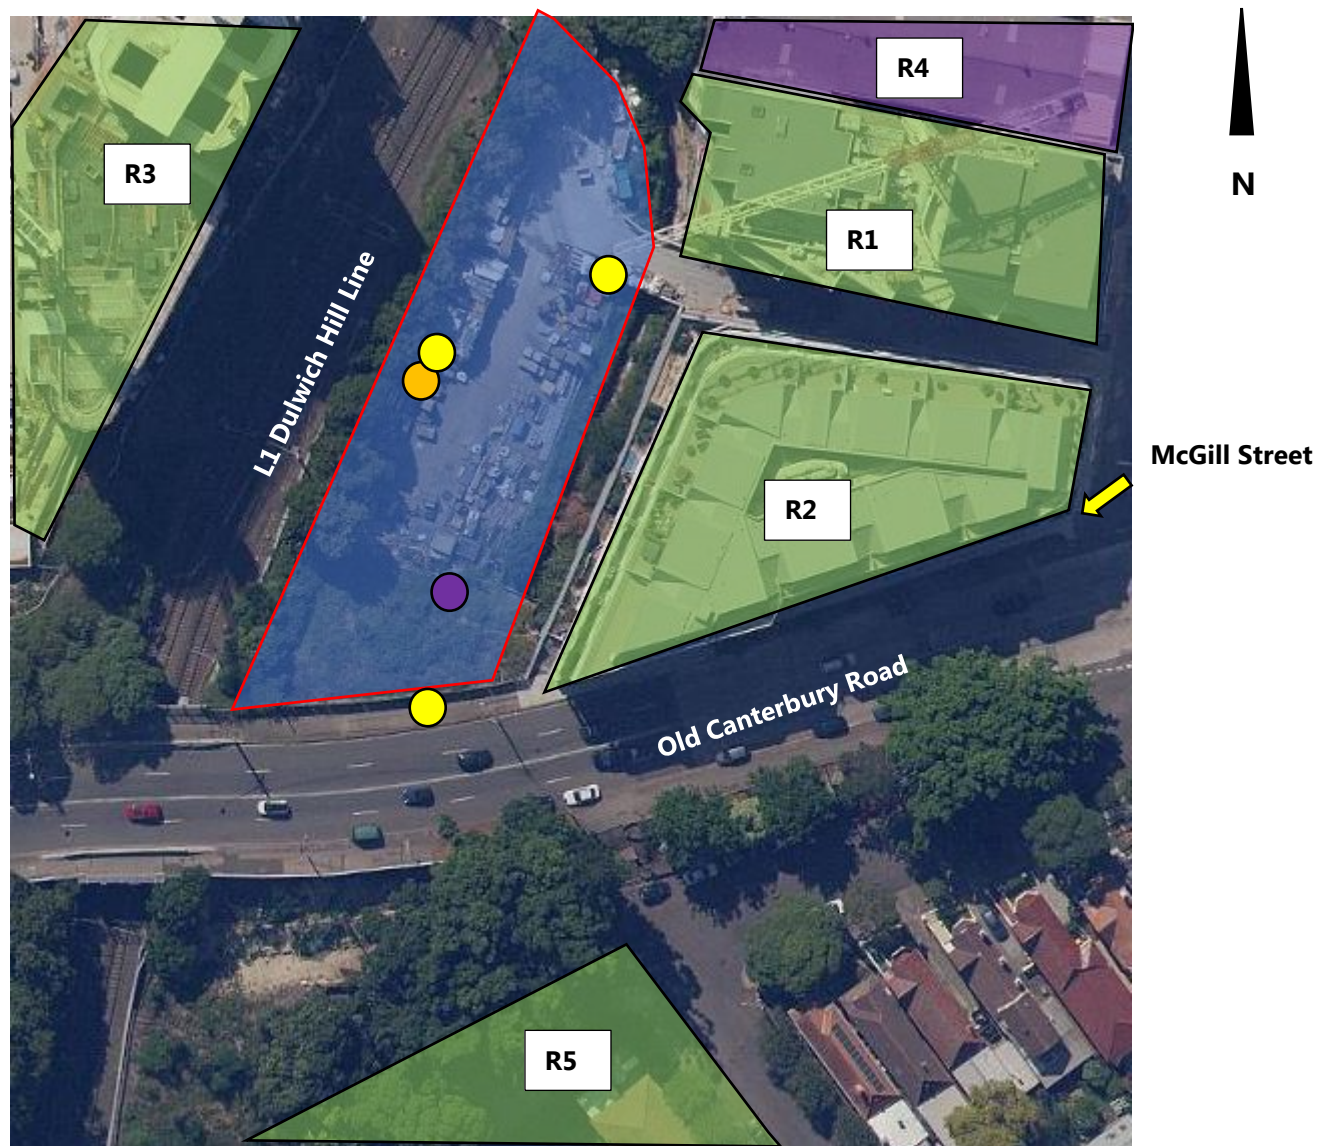 R4
R3
N
R1
L1 Dulwich Hill Line
McGill Street
R2
Old Canterbury Road
R5